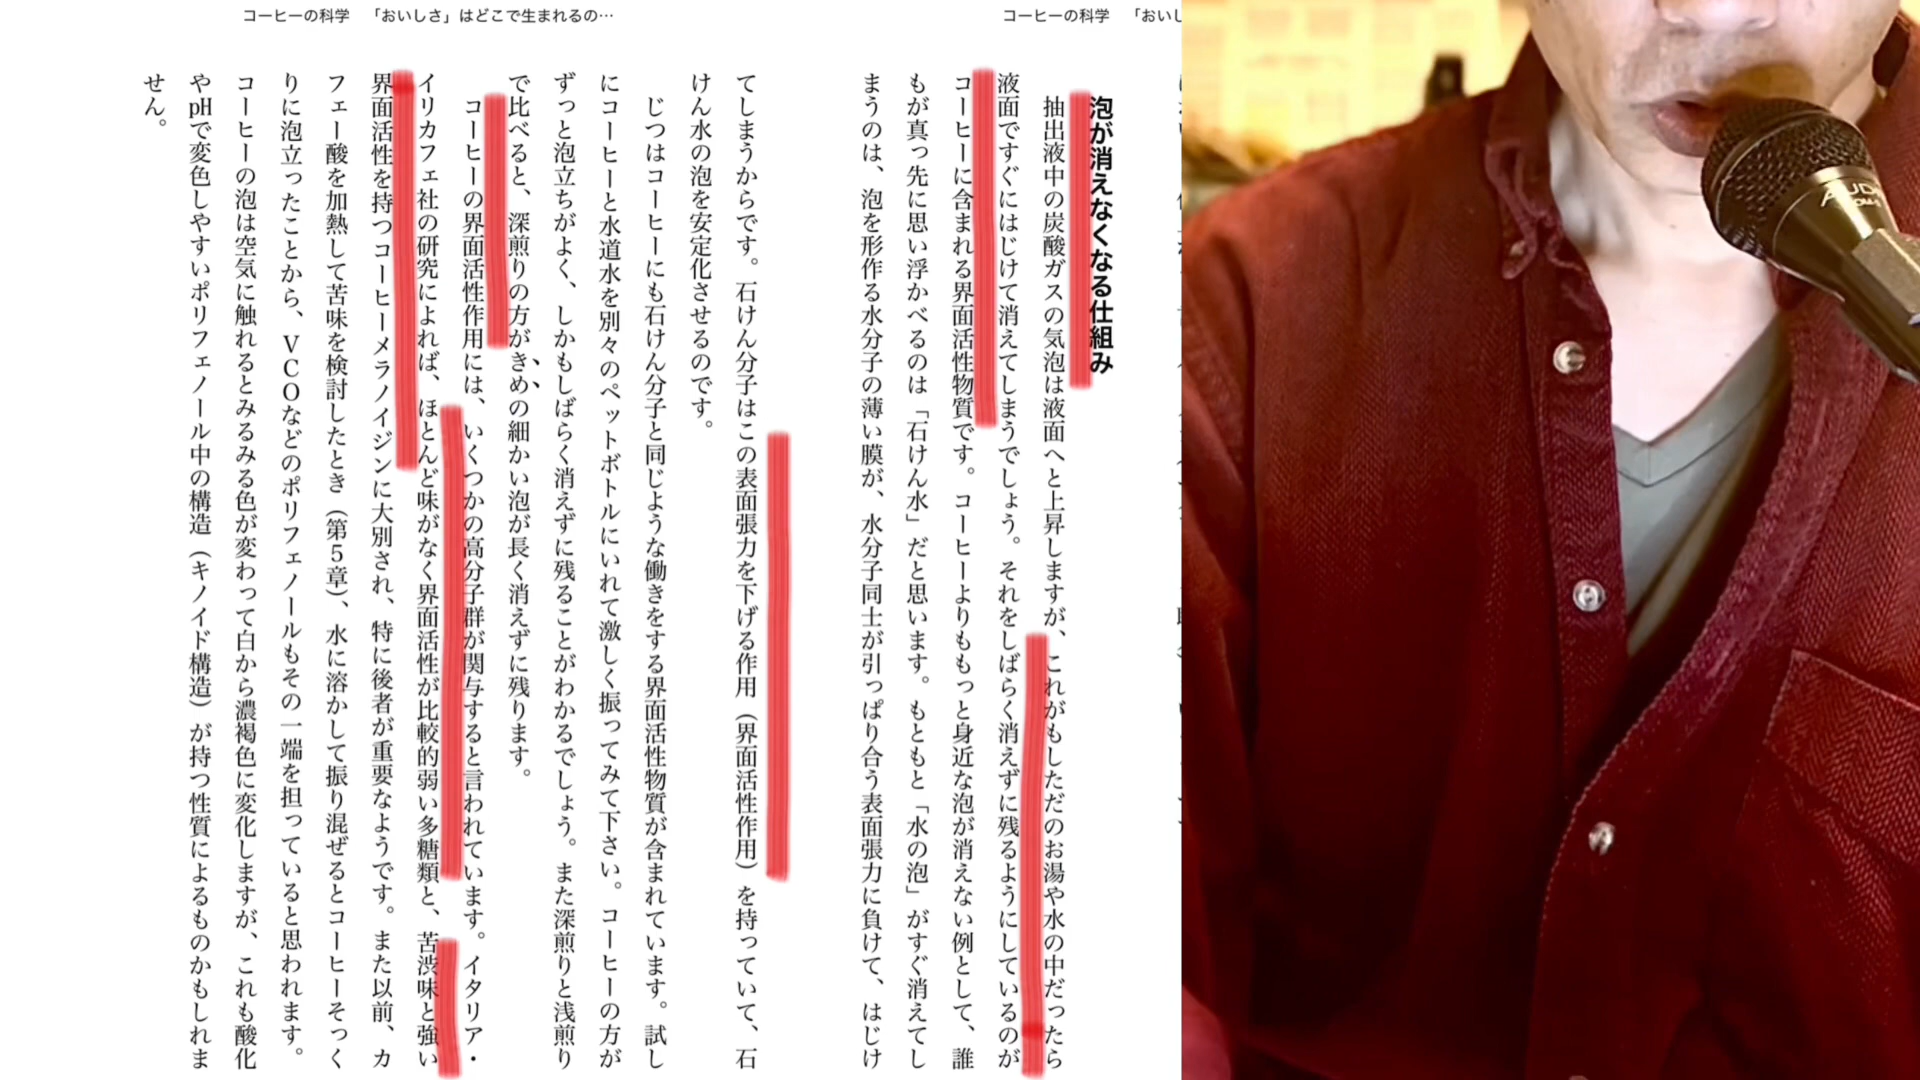 コーヒーの科学 「おいしさ」はどこで生まれるの…
コーヒーの科学 「おいし
泡が消えなくなる仕組み
抽出液中の炭酸ガスの気泡は液面へと上昇しますが、これがもしただのお湯や水の中だったら
液面ですぐにはじけて消えてしまうでしょう。それをしばらく消えずに残るようにしているのが
コーヒーに含まれる界面活性物質です。コーヒーよりももっと身近な泡が消えない例として、誰
もが真っ先に思い浮かべるのは「石けん水」だと思います。もともと「水の泡」がすぐ消えてし
まうのは、泡を形作る水分子の薄い膜が、水分子同士が引っぱり合う表面張力に負けて、はじけ
てしまうからです。石けん分子はこの表面張力を下げる作用（界面活性作用）を持っていて、石
けん水の泡を安定化させるのです。
じつはコーヒーにも石けん分子と同じような働きをする界面活性物質が含まれています。試し
にコーヒーと水道水を別々のペットボトルにいれて激しく振ってみて下さい。コーヒーの方が
ずっと泡立ちがよく、しかもしばらく消えずに残ることがわかるでしょう。また深煎りと浅煎り
で比べると、深煎りの方がきめの細かい泡が長く消えずに残ります。
コーヒーの界面活性作用には、いくつかの高分子群が関与すると言われています。イタリア・
イリカフェ社の研究によれば、ほとんど味がなく界面活性が比較的弱い多糖類と、苦渋味と強い
界面活性を持つコーヒーメラノイジンに大別され、特に後者が重要なようです。また以前、カ
フェー酸を加熱して苦味を検討したとき（第5章）、水に溶かして振り混ぜるとコーヒーそっく
りに泡立ったことから、VCOなどのポリフェノールもその一端を担っていると思われます。
コーヒーの泡は空気に触れるとみるみる色が変わって白から濃褐色に変化しますが、これも酸化
やpHで変色しやすいポリフェノール中の構造（キノイド構造）が持つ性質によるものかもしれま
せん。